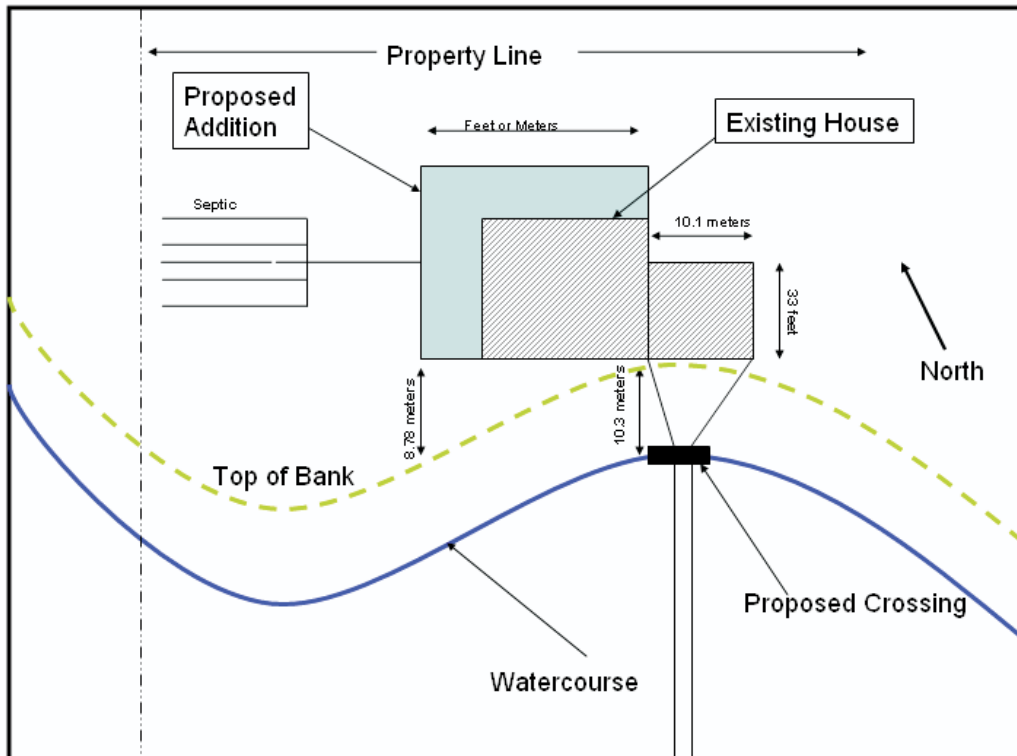 Property Line
Proposed
Addition
Feet or Meters
Existing House
Septic
10.1 meters
33 feet
North
8.78 meters
10.3 meters
Top of Bank
Proposed Crossing
Watercourse